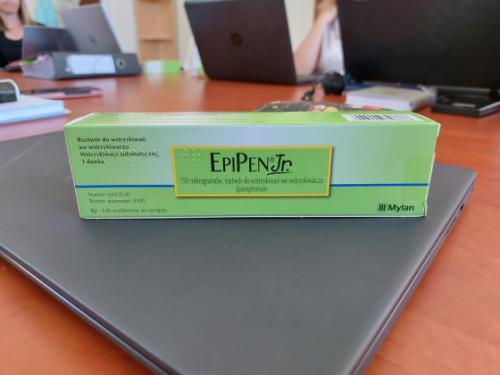 Roztwór do wstrzykiwań
we wstrzykiwaczu
Wstrzykiwacz automatyczny,
1 dawka.
EPIPEN® Jr.
150 mikrogramów, roztwór do wstrzykiwań we wstrzykiwaczu
Epinephrinum
Numer serii (Lot)
Termin ważności (EXP)
Rp - Lek wydawany na receptę.
Mylan
hp